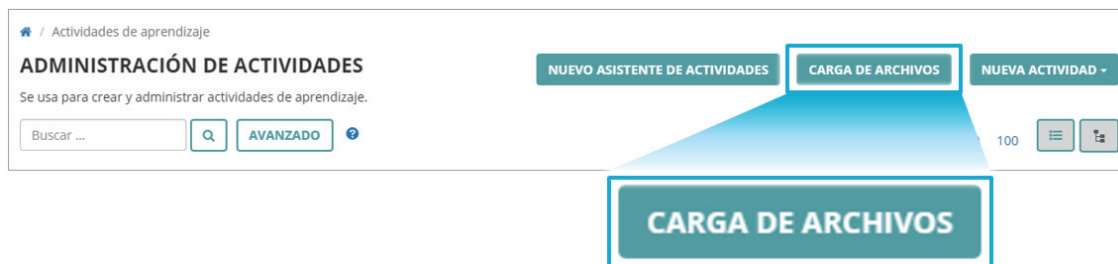 / Actividades de aprendizaje
ADMINISTRACIÓN DE ACTIVIDADES
NUEVO ASISTENTE DE ACTIVIDADES
CARGA DE ARCHIVOS
NUEVA ACTIVIDAD
Se usa para crear y administrar actividades de aprendizaje.
Buscar ...
AVANZADO
?
100
CARGA DE ARCHIVOS